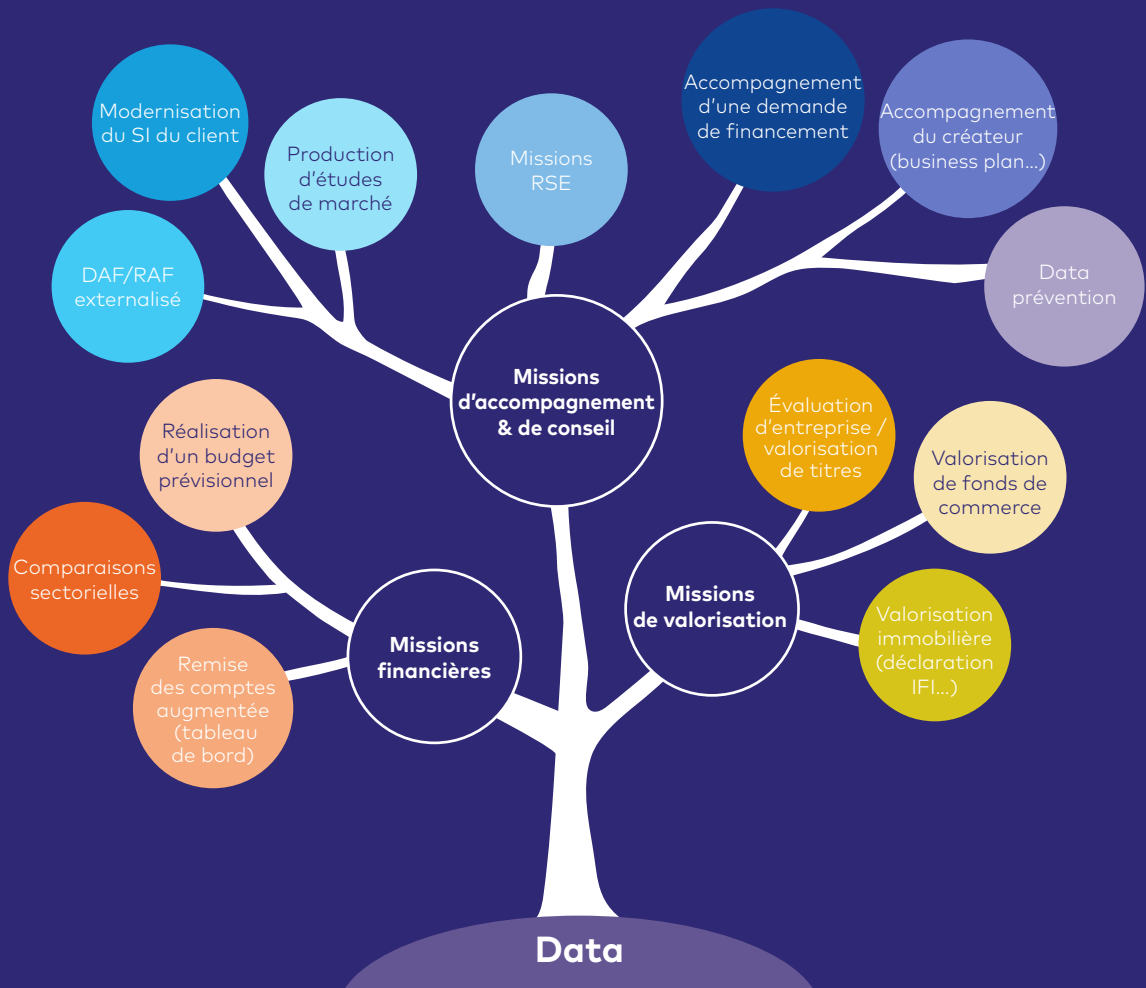 Modernisation
du SI du client
Production
d'études
de marché
Missions
RSE
Accompagnement
d'une demande
de financement
Accompagnement
du créateur
(business plan...)
DAF/RAF
externalisé
Data
prévention
Missions
d'accompagnement
& de conseil
Réalisation
d'un budget
prévisionnel
Évaluation
d'entreprise /
valorisation
de titres
Valorisation
de fonds de
commerce
Comparaisons
sectorielles
Missions
de valorisation
Valorisation
immobilière
(déclaration
IFI...)
Missions
financières
Remise
des comptes
augmentée
(tableau
de bord)
Data